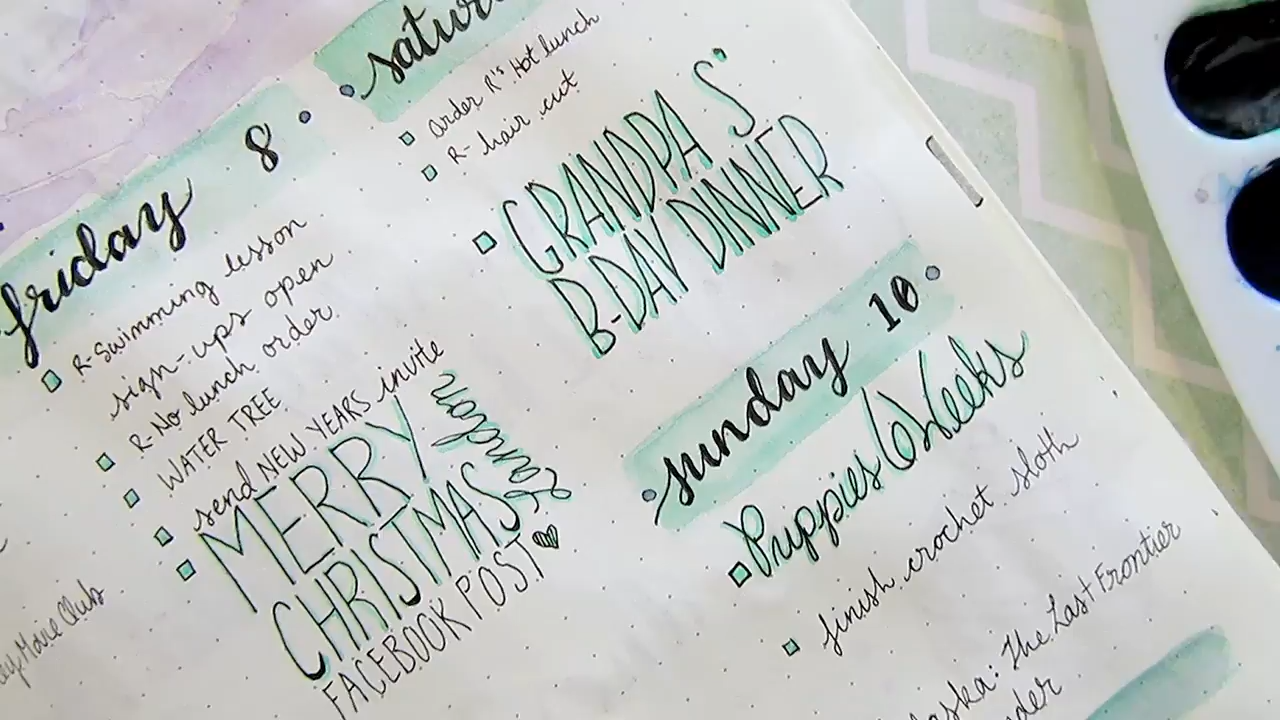 friday 8
R-Swimming lesson
sign-ups open
R-No lunch order
WATER TREE
send NEW YEARS invite
MERRY
CHRISTMAS
Landon
FACEBOOK POST
order R's Hot lunch
R- hair cut
GRANDPA'S
B-DAY DINNER
sunday 10
Puppies 6 Weeks
finish crochet sloth
The Last Frontier
Club